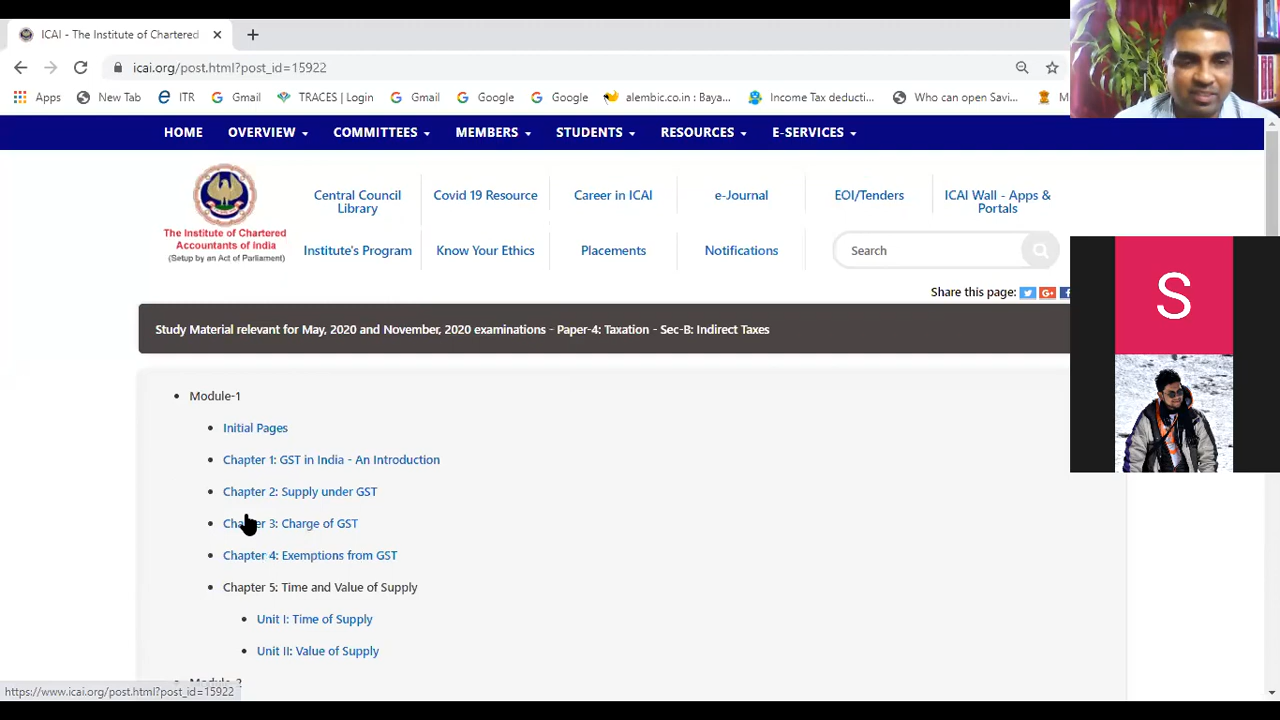 ICAI - The Institute of Chartered
icai.org/post.html?post_id=15922
Apps New Tab ITR Gmail TRACES | Login Gmail Google Google alembic.co.in : Baya... Income Tax deducti... Who can open Savi... M
HOME OVERVIEW COMMITTEES MEMBERS STUDENTS RESOURCES E-SERVICES
Central Council Library
Covid 19 Resource
Career in ICAI
e-Journal
EOI/Tenders
ICAI Wall - Apps & Portals
The Institute of Chartered
Accountants of India
(Setup by an Act of Parliament)
Institute's Program
Know Your Ethics
Placements
Notifications
Search
Share this page:
Study Material relevant for May, 2020 and November, 2020 examinations - Paper-4: Taxation - Sec-B: Indirect Taxes
Module-1
Initial Pages
Chapter 1: GST in India - An Introduction
Chapter 2: Supply under GST
Chapter 3: Charge of GST
Chapter 4: Exemptions from GST
Chapter 5: Time and Value of Supply
Unit I: Time of Supply
Unit II: Value of Supply
Module-2
https://www.icai.org/post.html?post_id=15922
S